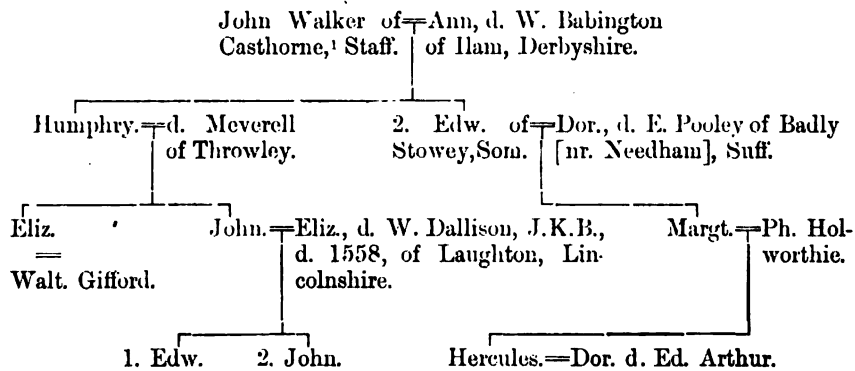 John Walker of=Ann, d. W. Babington
Casthorne,¹ Staff. of Ilam, Derbyshire.
Humphry.=d. Meverell 2. Edw. of=Dor., d. E. Pooley of Badly
of Throwley. Stowey, Som. [nr. Needham], Suff.
Eliz. John.=Eliz., d. W. Dallison, J.K.B., Margt.=Ph. Hol-
= d. 1558, of Laughton, Lin- worthie.
Walt. Gifford. colnshire.
1. Edw. 2. John. Hercules.=Dor. d. Ed. Arthur.